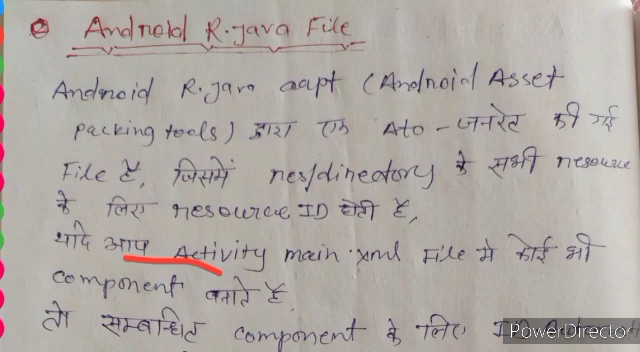 Android R.java File
Android R.java aapt (Android Asset
packing tools) द्वारा एक Ato-जनरेट की गई
File है, जिसमें res/directory के सभी resource
के लिए resource ID होती है,
यदि आप Activity main.xml File मे कोई भी
component बनाते है.
तो सम्बन्धित component के लिए
PowerDirector